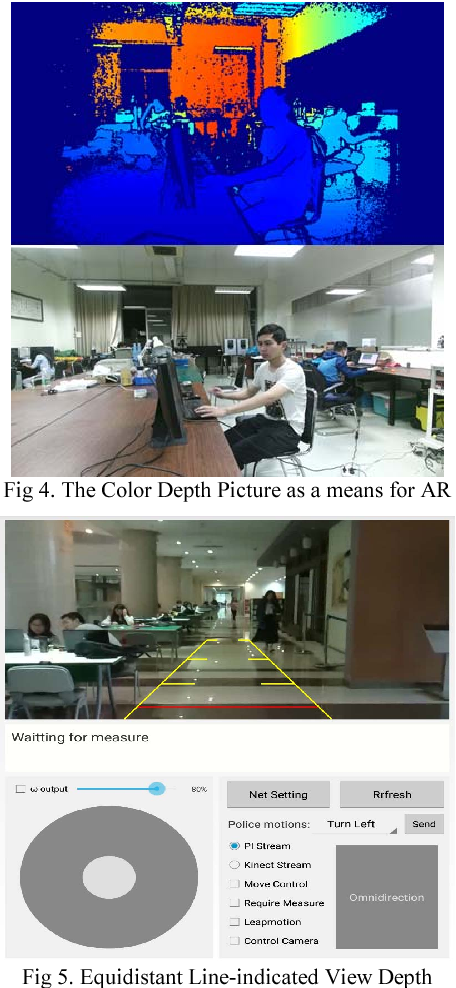 Fig 4. The Color Depth Picture as a means for AR
Waitting for measure
ω output 80%
Net Setting Rrfresh
Police motions: Turn Left Send
PI Stream
Kinect Stream
Move Control
Require Measure
Leapmotion
Control Camera
Omnidirection
Fig 5. Equidistant Line-indicated View Depth